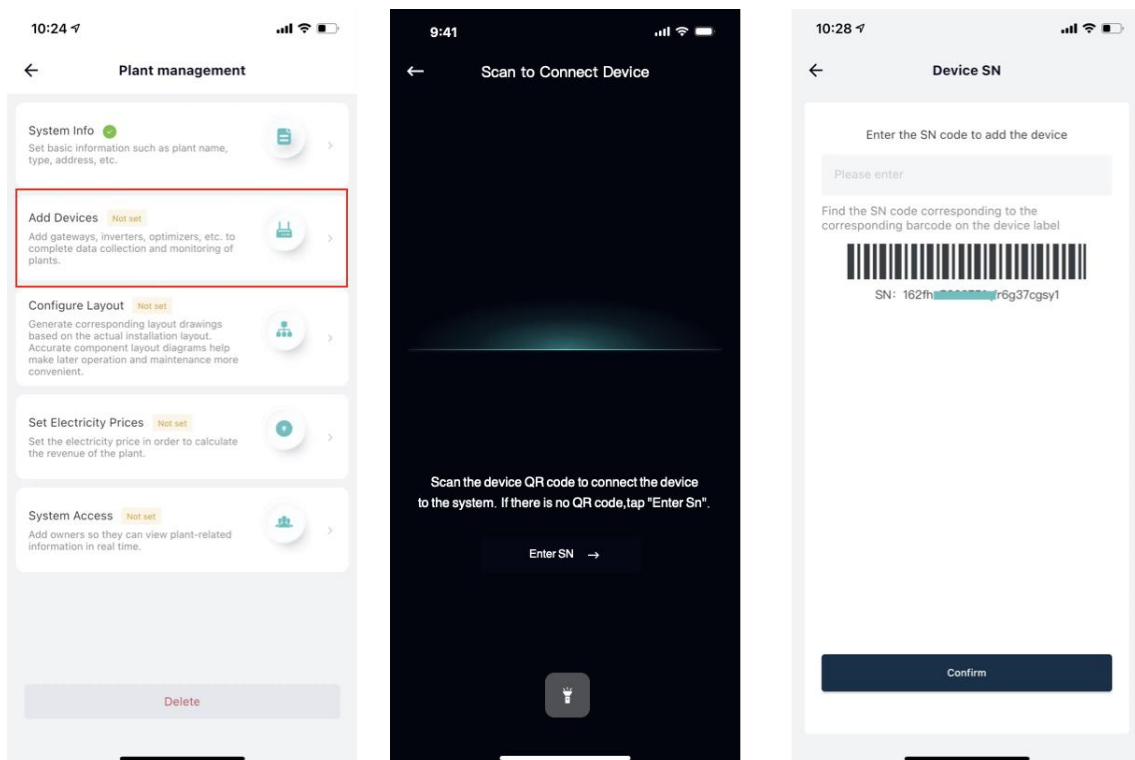 10:24
Plant management
System Info
Set basic information such as plant name,
type, address, etc.
Add Devices Not set
Add gateways, inverters, optimizers, etc. to
complete data collection and monitoring of
plants.
Configure Layout Not set
Generate corresponding layout drawings
based on the actual installation layout.
Accurate component layout diagrams help
make later operation and maintenance more
convenient.
Set Electricity Prices Not set
Set the electricity price in order to calculate
the revenue of the plant.
System Access Not set
Add owners so they can view plant-related
information in real time.
Delete
9:41
Scan to Connect Device
Scan the device QR code to connect the device
to the system. If there is no QR code,tap "Enter Sn".
Enter SN →
10:28
Device SN
Enter the SN code to add the device
Please enter
Find the SN code corresponding to the
corresponding barcode on the device label
SN: 162fh r6g37cgsy1
Confirm